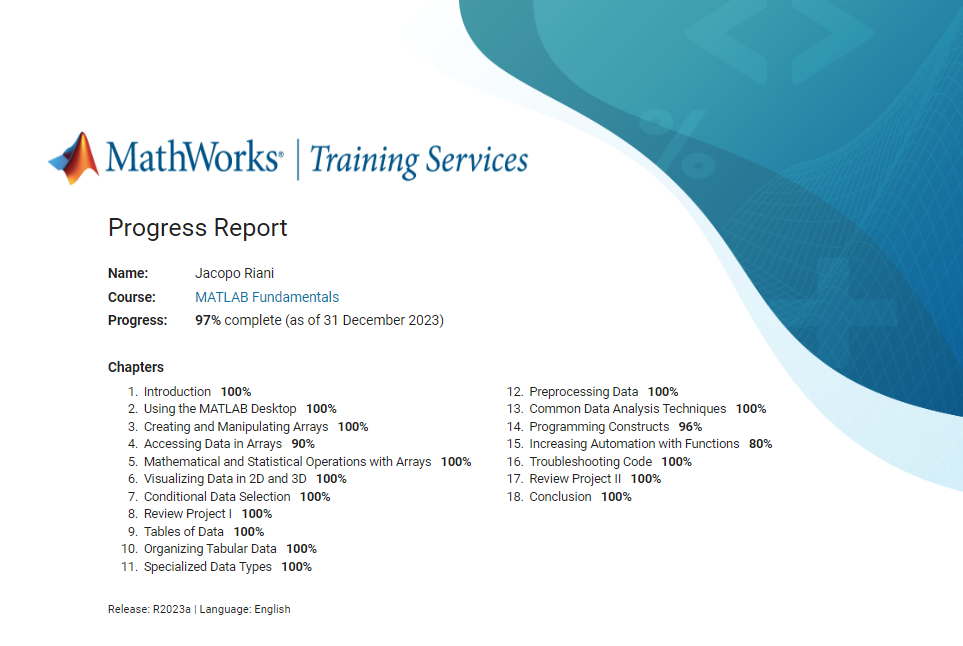 MathWorks® | Training Services
Progress Report
Name: Jacopo Riani
Course: MATLAB Fundamentals
Progress: 97% complete (as of 31 December 2023)
Chapters
1. Introduction 100%
2. Using the MATLAB Desktop 100%
3. Creating and Manipulating Arrays 100%
4. Accessing Data in Arrays 90%
5. Mathematical and Statistical Operations with Arrays 100%
6. Visualizing Data in 2D and 3D 100%
7. Conditional Data Selection 100%
8. Review Project I 100%
9. Tables of Data 100%
10. Organizing Tabular Data 100%
11. Specialized Data Types 100%
12. Preprocessing Data 100%
13. Common Data Analysis Techniques 100%
14. Programming Constructs 96%
15. Increasing Automation with Functions 80%
16. Troubleshooting Code 100%
17. Review Project II 100%
18. Conclusion 100%
Release: R2023a | Language: English